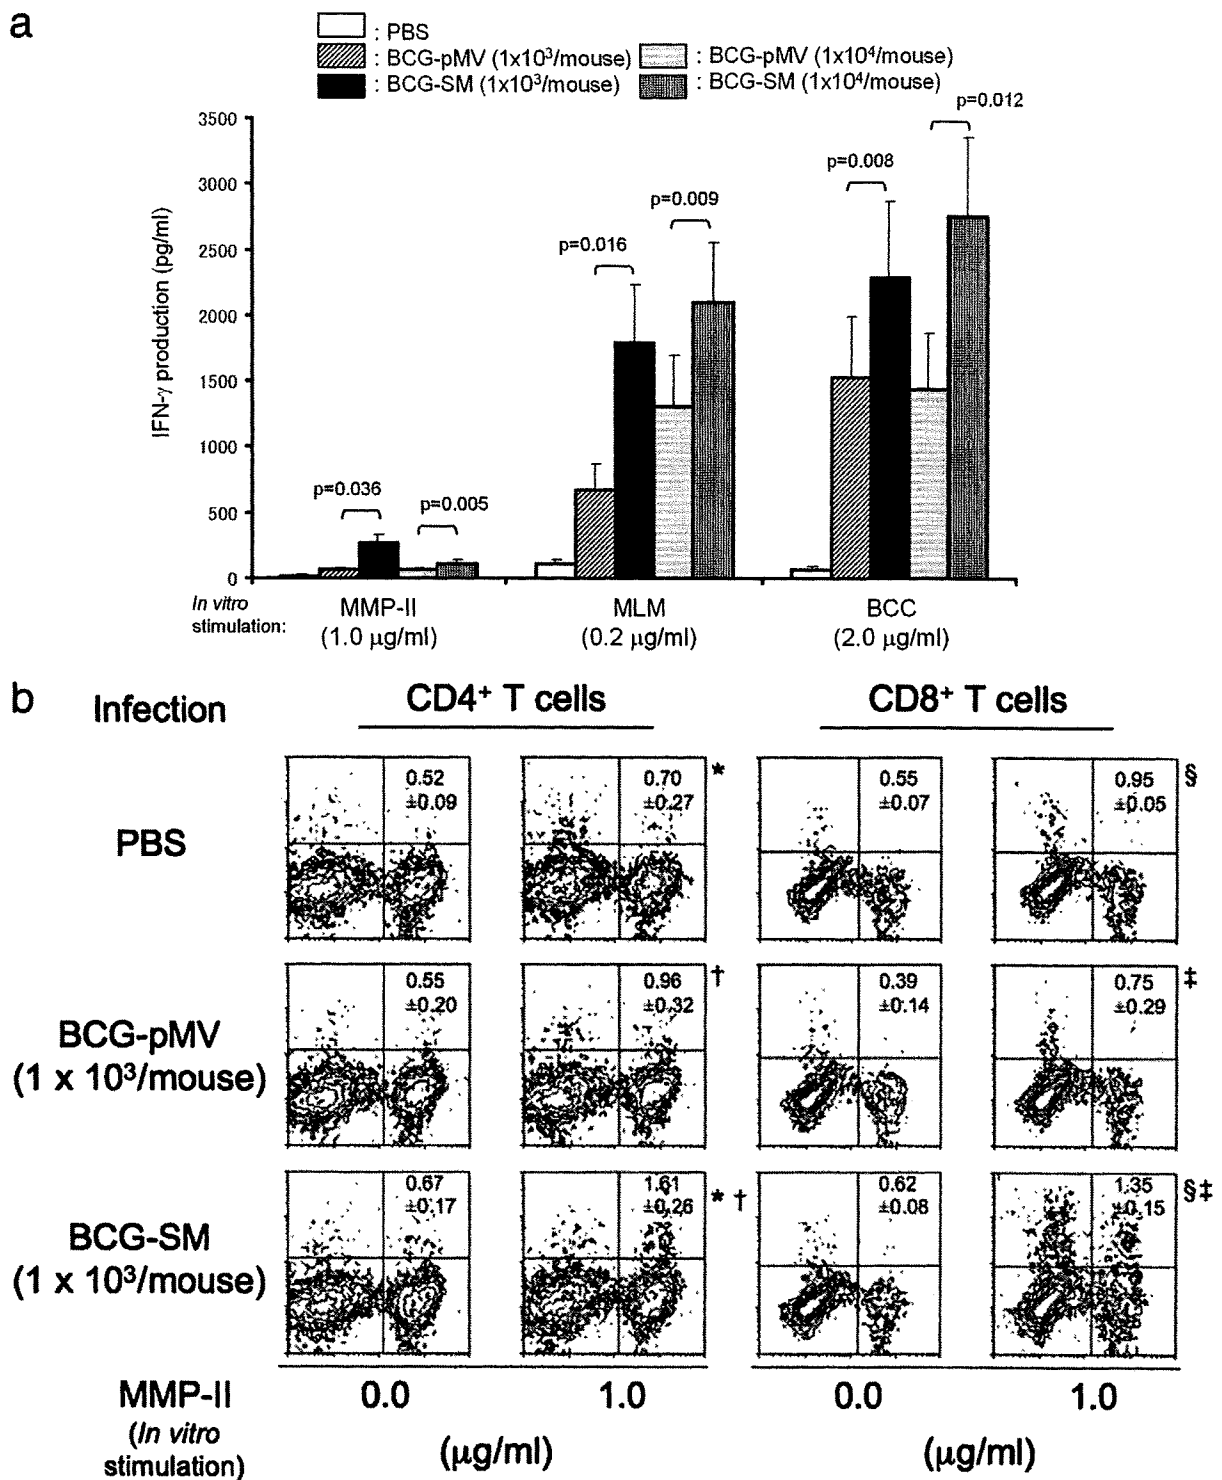 a
: PBS
: BCG-pMV (1x10³/mouse) : BCG-pMV (1x10⁴/mouse)
: BCG-SM (1x10³/mouse) : BCG-SM (1x10⁴/mouse)
p=0.012
3500
p=0.008
3000
p=0.009
2500
p=0.016
2000
1500
1000
p=0.036
p=0.005
500
0
IFN-γ production (pg/ml)
In vitro
stimulation:
MMP-II MLM BCC
(1.0 μg/ml) (0.2 μg/ml) (2.0 μg/ml)
b
Infection CD4⁺ T cells CD8⁺ T cells
PBS
0.52 0.70 * 0.55 0.95 §
±0.09 ±0.27 ±0.07 ±0.05
BCG-pMV
(1 x 10³/mouse)
0.55 0.96 † 0.39 0.75 ‡
±0.20 ±0.32 ±0.14 ±0.29
BCG-SM
(1 x 10³/mouse)
0.67 1.61 * † 0.62 1.35 §‡
±0.17 ±0.26 ±0.08 ±0.15
MMP-II 0.0 1.0 0.0 1.0
(In vitro
stimulation)
(μg/ml) (μg/ml)